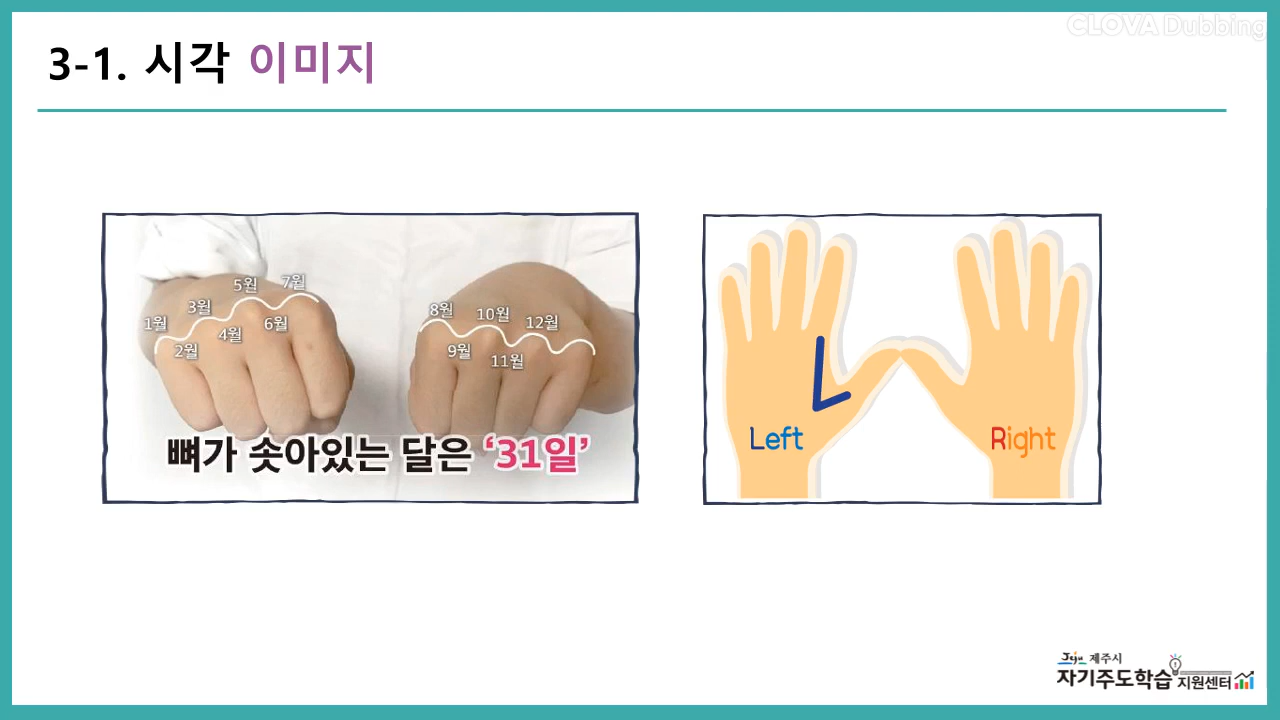 CLOVA Dubbing
3-1. 시각 이미지
5월 7월
3월
1월 6월
4월
2월
8월 10월 12월
9월 11월
뼈가 솟아있는 달은 ‘31일’
L
Left Right
Jeju 제주시
자기주도학습 지원센터